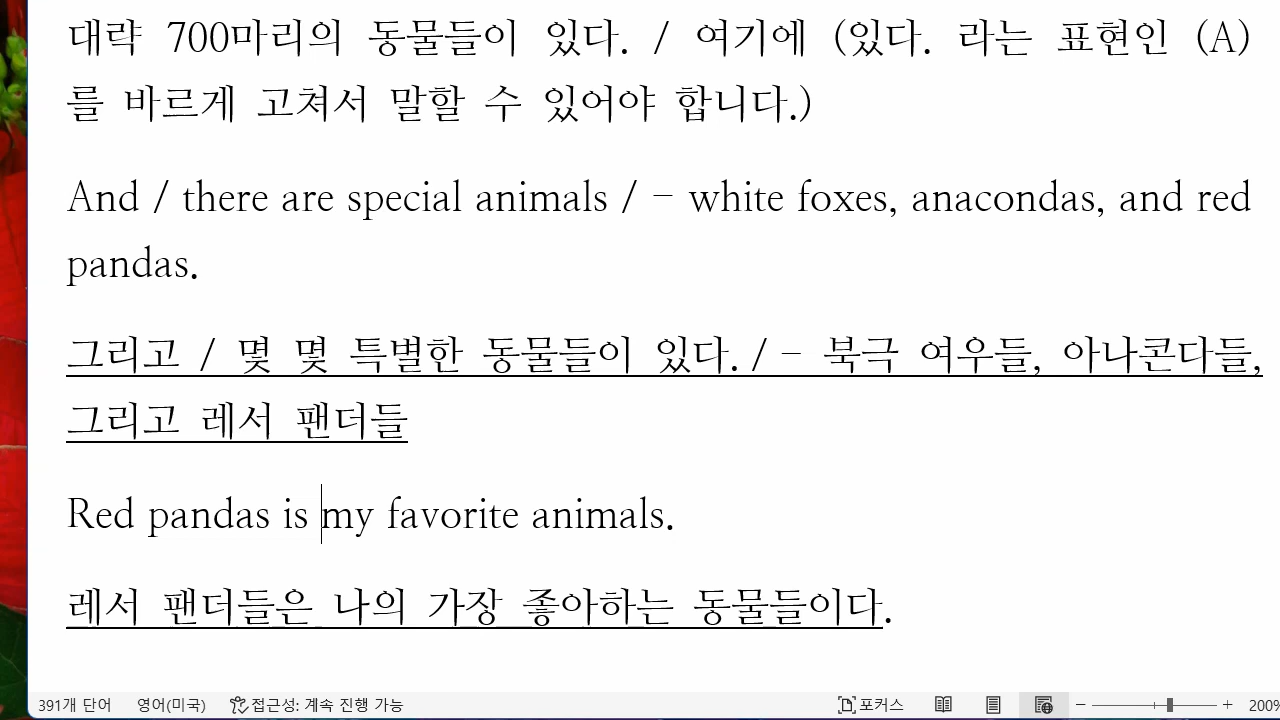 대략 700마리의 동물들이 있다. / 여기에 (있다. 라는 표현인 (A)
를 바르게 고쳐서 말할 수 있어야 합니다.)
And / there are special animals / - white foxes, anacondas, and red
pandas.
그리고 / 몇 몇 특별한 동물들이 있다. / - 북극 여우들, 아나콘다들,
그리고 레서 팬더들
Red pandas is my favorite animals.
레서 팬더들은 나의 가장 좋아하는 동물들이다.
391개 단어 영어(미국) 접근성: 계속 진행 가능 포커스 200%